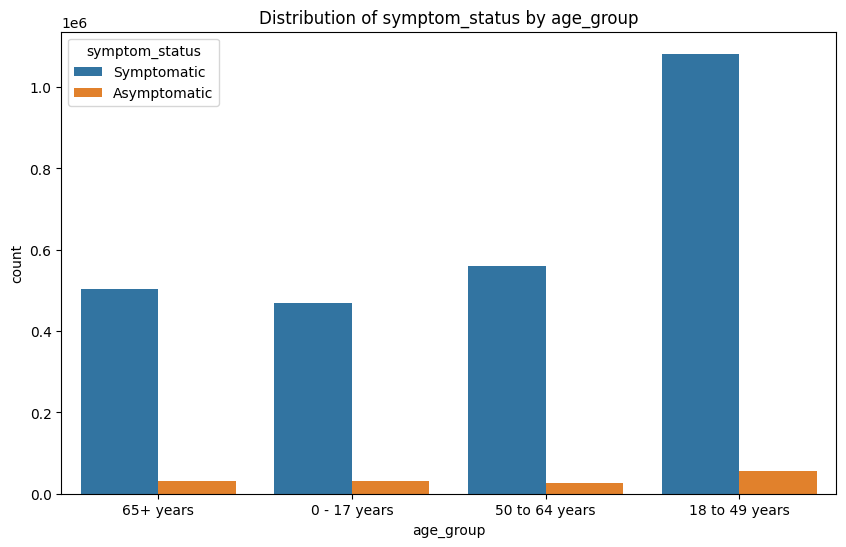 Distribution of symptom_status by age_group
1e6
symptom_status
Symptomatic
Asymptomatic
1.0
0.8
0.6
0.4
0.2
0.0
count
65+ years
0 - 17 years
50 to 64 years
18 to 49 years
age_group